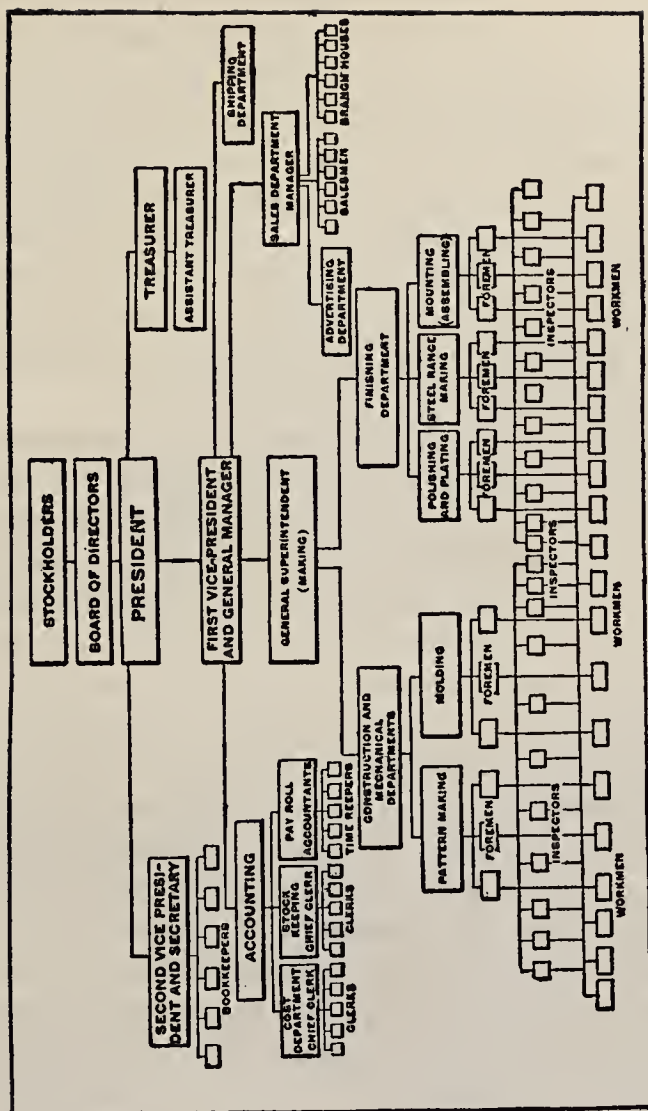 STOCKHOLDERS
BOARD OF DIRECTORS
PRESIDENT
SECOND VICE PRESI-
DENT AND SECRETARY
BOOKKEEPERS
TREASURER
ASSISTANT TREASURER
FIRST VICE-PRESIDENT
AND GENERAL MANAGER
SHIPPING
DEPARTMENT
ACCOUNTING
COST
DEPARTMENT
CHIEF CLERK
CLERKS
STOCK
KEEPING
CHIEF CLERK
CLERKS
PAY ROLL
ACCOUNTANTS
TIME KEEPERS
GENERAL SUPERINTENDENT
(MAKING)
SALES DEPARTMENT
MANAGER
ADVERTISING
DEPARTMENT
SALESMEN
BRANCH HOUSES
CONSTRUCTION AND
MECHANICAL
DEPARTMENTS
PATTERN MAKING
FOREMEN
MOLDING
FOREMEN
INSPECTORS
WORKMEN
INSPECTORS
WORKMEN
FINISHING
DEPARTMENT
POLISHING
AND PLATING
FOREMEN
STEEL RANGE
MAKING
FOREMEN
MOUNTING
(ASSEMBLING)
FOREMEN
INSPECTORS
WORKMEN